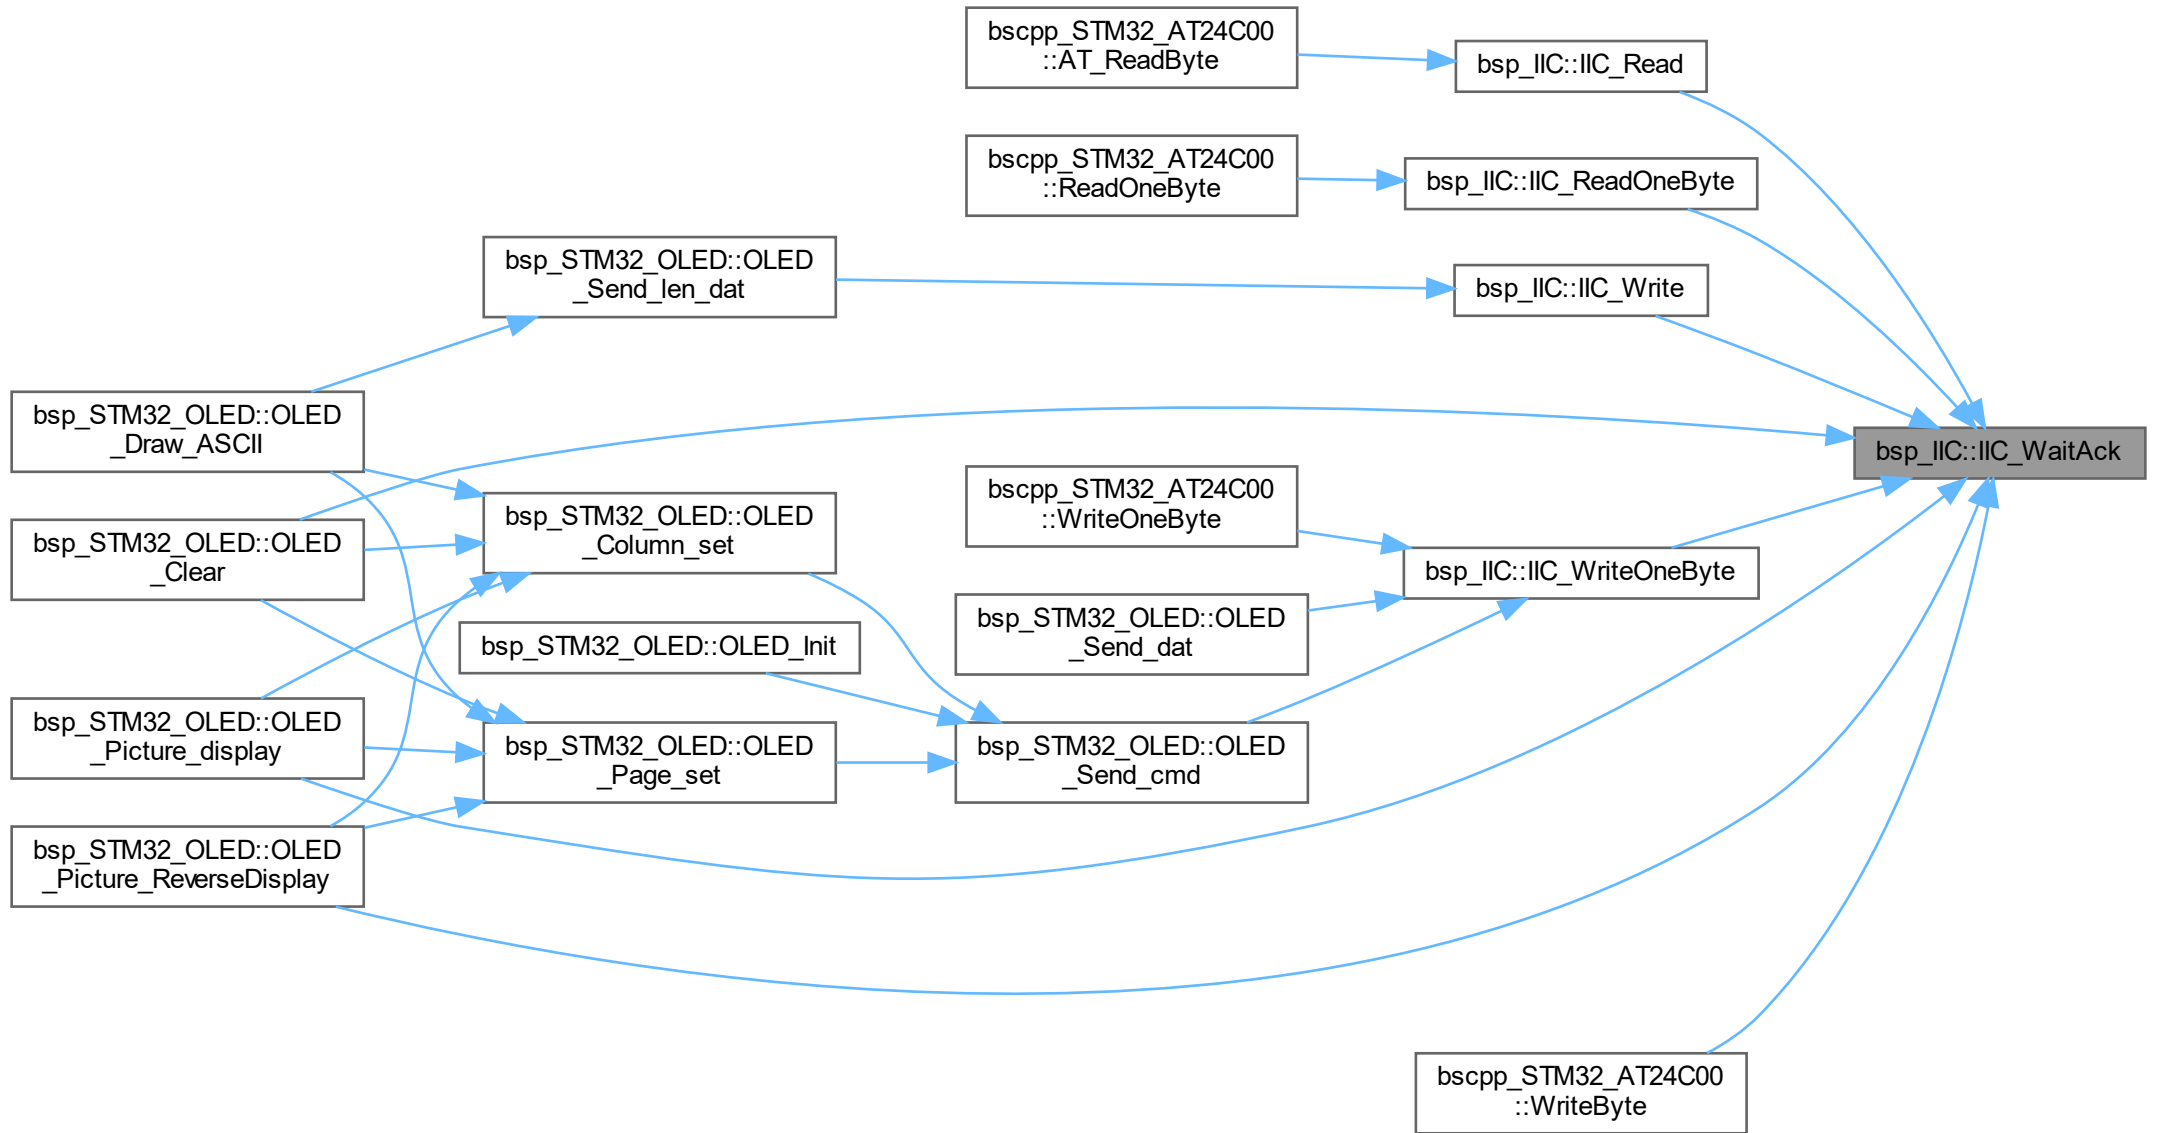 bscpp_STM32_AT24C00
::AT_ReadByte
bsp_IIC::IIC_Read
bscpp_STM32_AT24C00
::ReadOneByte
bsp_IIC::IIC_ReadOneByte
bsp_STM32_OLED::OLED
_Send_len_dat
bsp_IIC::IIC_Write
bsp_STM32_OLED::OLED
_Draw_ASCII
bsp_IIC::IIC_WaitAck
bscpp_STM32_AT24C00
::WriteOneByte
bsp_STM32_OLED::OLED
_Column_set
bsp_STM32_OLED::OLED
_Clear
bsp_IIC::IIC_WriteOneByte
bsp_STM32_OLED::OLED
_Send_dat
bsp_STM32_OLED::OLED_Init
bsp_STM32_OLED::OLED
_Picture_display
bsp_STM32_OLED::OLED
_Page_set
bsp_STM32_OLED::OLED
_Send_cmd
bsp_STM32_OLED::OLED
_Picture_ReverseDisplay
bscpp_STM32_AT24C00
::WriteByte